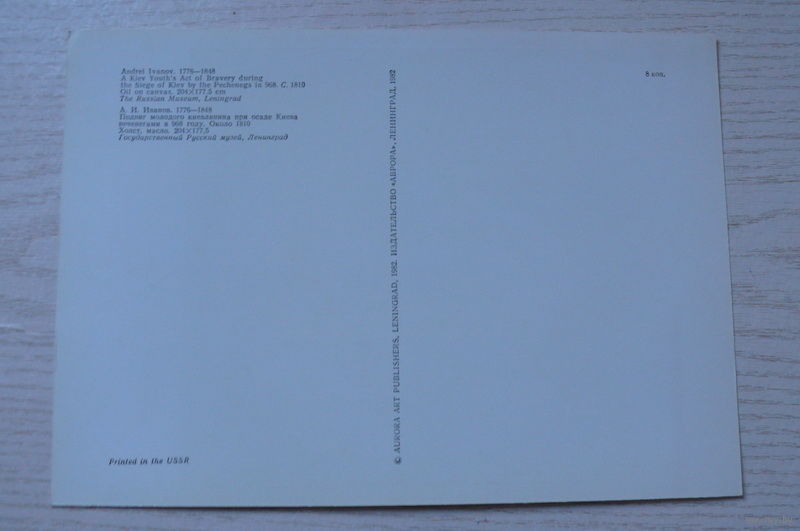 Andrei Ivanov. 1776—1848
A Kiev Youth's Act of Bravery during
the Siege of Kiev by the Pechenegs in 968. C. 1810
Oil on canvas. 204×177,5 cm
The Russian Museum, Leningrad
А. И. Иванов. 1776—1848
Подвиг молодого киевлянина при осаде Киева
печенегами в 968 году. Около 1810
Холст, масло. 204×177,5
Государственный Русский музей, Ленинград
Printed in the USSR
© AURORA ART PUBLISHERS, LENINGRAD, 1982. ИЗДАТЕЛЬСТВО «АВРОРА», ЛЕНИНГРАД, 1982
8 коп.